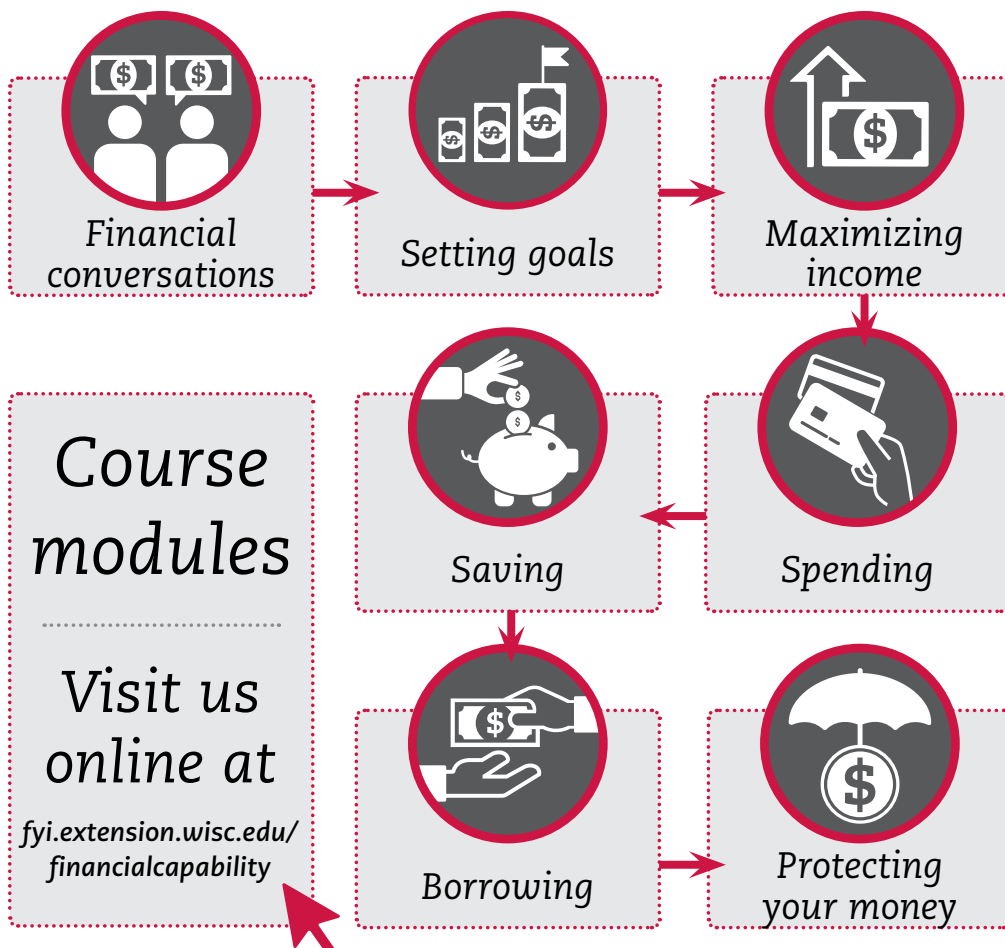 $ $
Financial
conversations
$ $ $
Setting goals
$
Maximizing
income
Course
modules
Visit us
online at
fyi.extension.wisc.edu/
financialcapability
$
$
Saving
Spending
$
Borrowing
$
Protecting
your money